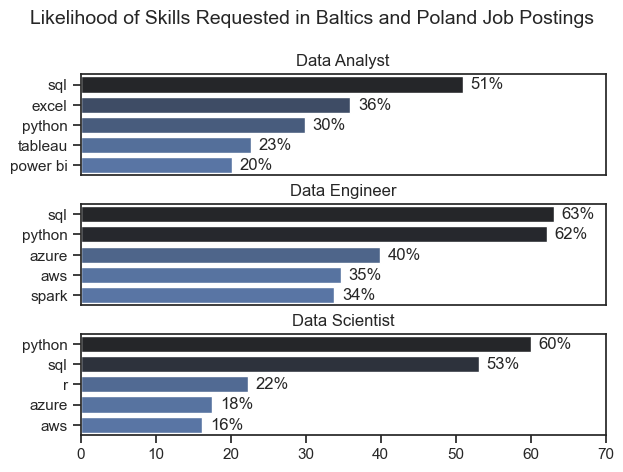 Likelihood of Skills Requested in Baltics and Poland Job Postings
Data Analyst
sql 51%
excel 36%
python 30%
tableau 23%
power bi 20%
Data Engineer
sql 63%
python 62%
azure 40%
aws 35%
spark 34%
Data Scientist
python 60%
sql 53%
r 22%
azure 18%
aws 16%
0 10 20 30 40 50 60 70